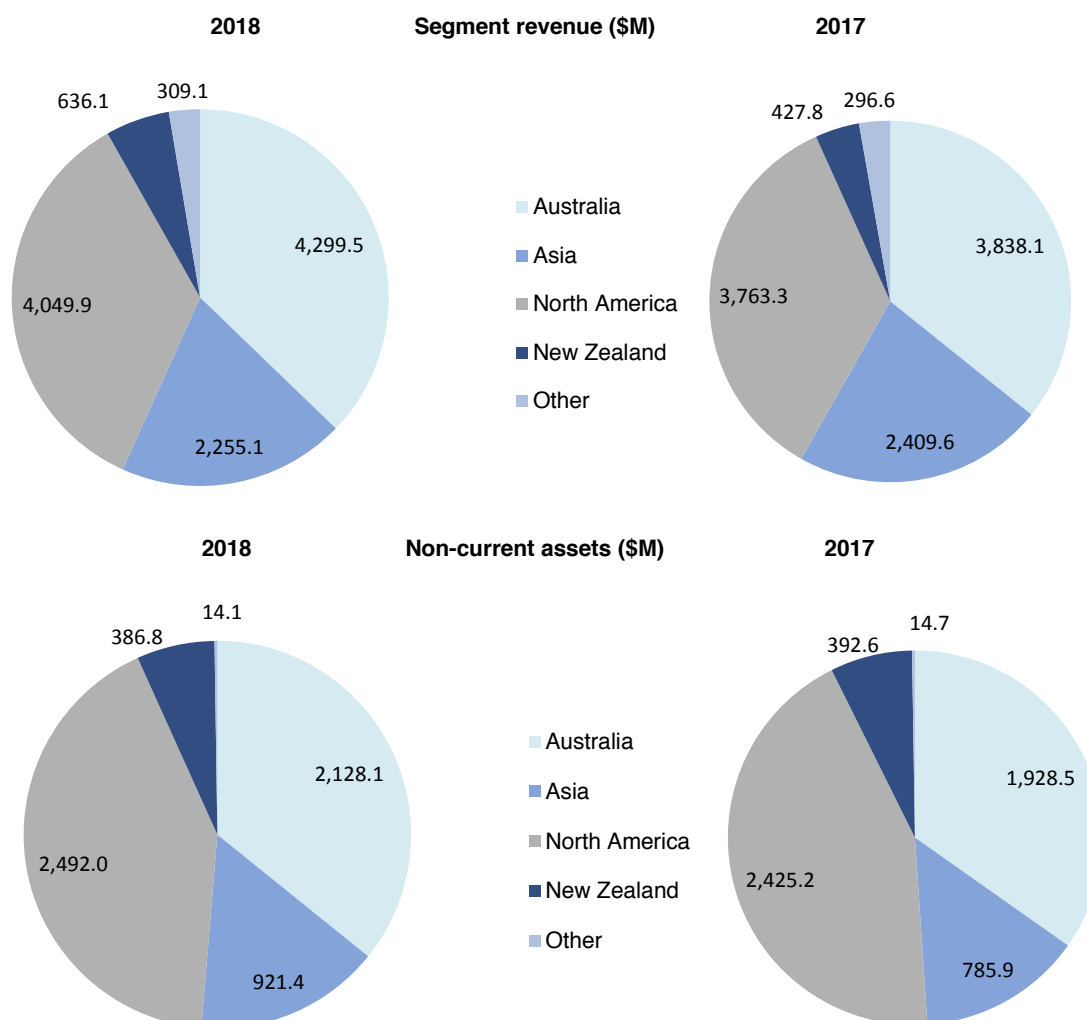 2018 Segment revenue ($M) 2017
636.1 309.1
4,299.5
4,049.9
2,255.1
Australia
Asia
North America
New Zealand
Other
427.8 296.6
3,838.1
3,763.3
2,409.6
2018 Non-current assets ($M) 2017
386.8 14.1
2,128.1
2,492.0
921.4
Australia
Asia
North America
New Zealand
Other
392.6 14.7
1,928.5
2,425.2
785.9